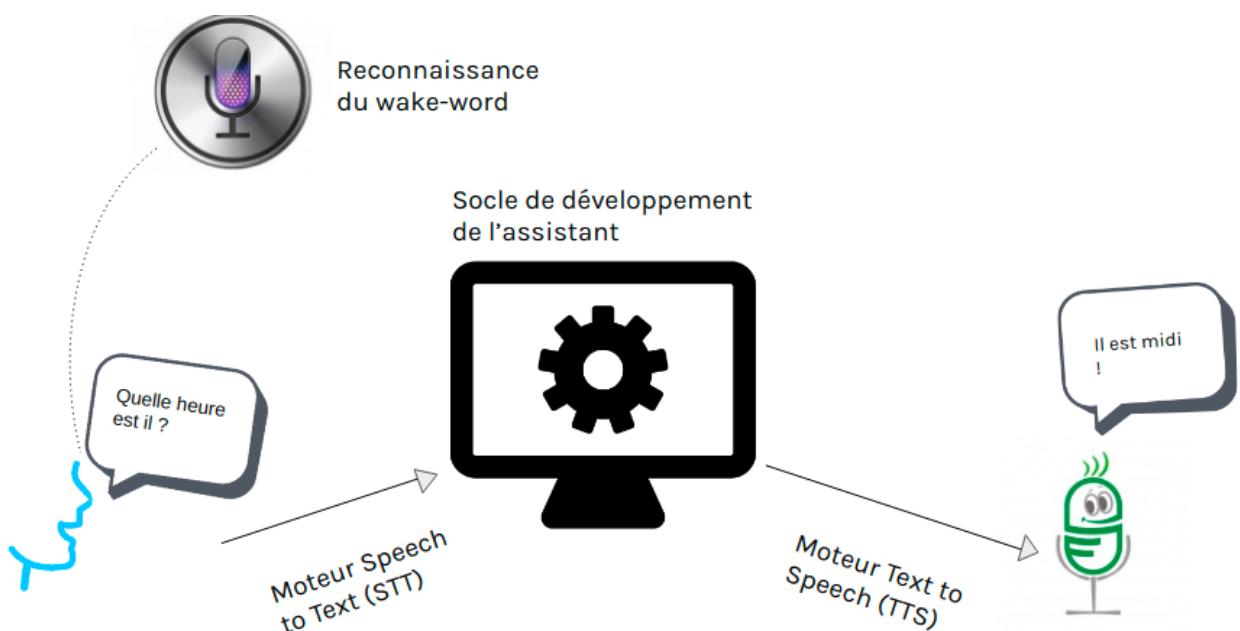 Reconnaissance
du wake-word
Socle de développement
de l'assistant
Quelle heure
est il ?
Il est midi
!
Moteur Speech
to Text (STT)
Moteur Text to
Speech (TTS)